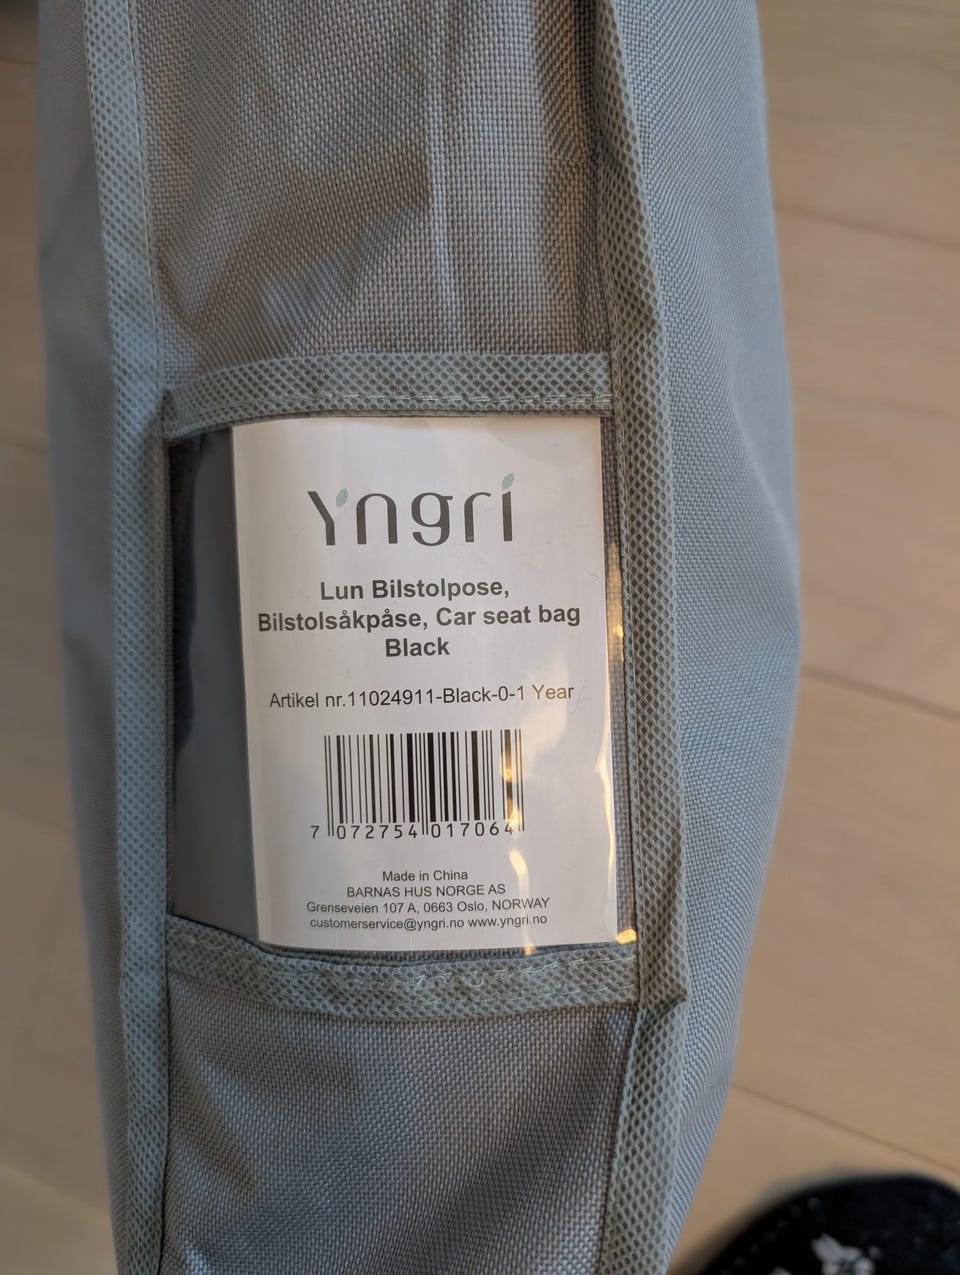 Yngri
Lun Bilstolpose,
Bilstolsåkpåse, Car seat bag
Black
Artikel nr.11024911-Black-0-1 Year
7 072754 017064
Made in China
BARNAS HUS NORGE AS
Grenseveien 107 A, 0663 Oslo, NORWAY
customerservice@yngri.no www.yngri.no